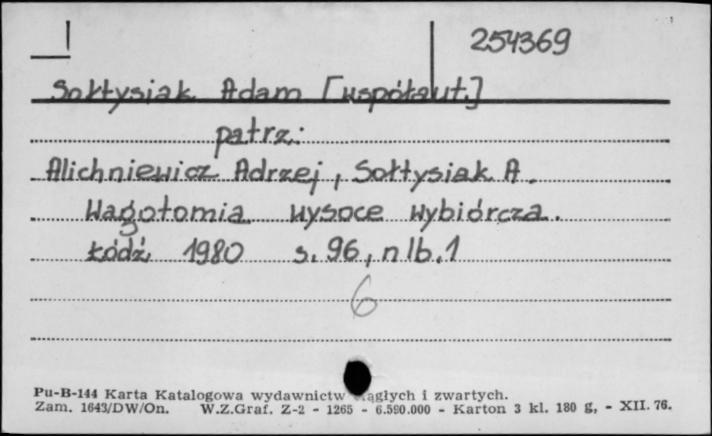 254369
Sołtysiak Adam [współaut.]
patrz:
Alichniewicz Adrzej, Sołtysiak A.
Wagotomia wysoce wybiórcza.
Łódź 1980 s. 96, nlb. 1
6
Pu-B-144 Karta Katalogowa wydawnictw ciągłych i zwartych.
Zam. 1643/DW/On. W.Z.Graf. Z-2 - 1265 - 6.590.000 - Karton 3 kl. 180 g, - XII. 76.